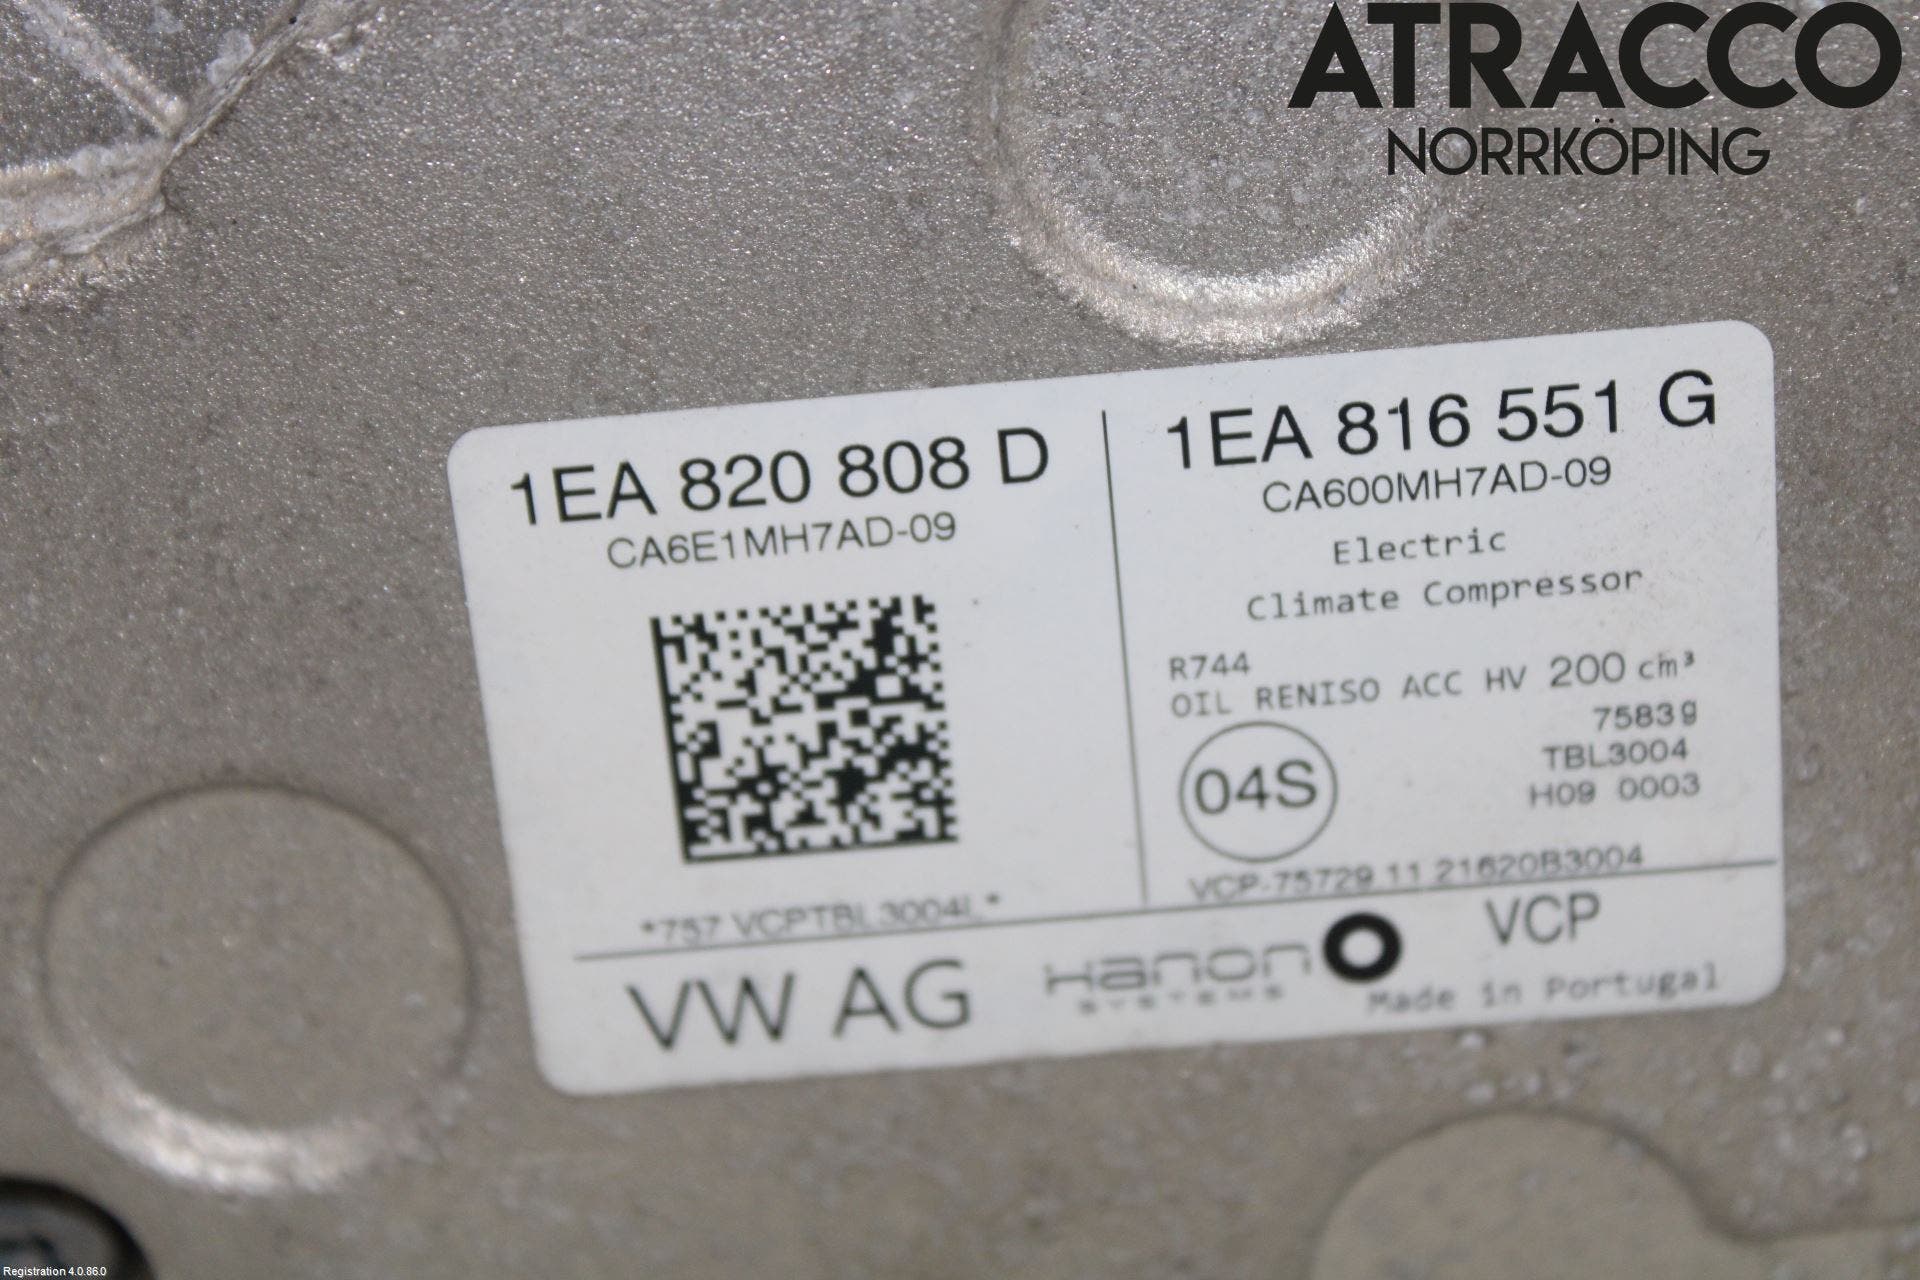 ATRACCO
NORRKÖPING
1EA 820 808 D
CA6E1MH7AD-09
*757 VCPTBL3004L*
1EA 816 551 G
CA600MH7AD-09
Electric
Climate Compressor
R744
OIL RENISO ACC HV 200 cm³
7583g
TBL3004
H09 0003
04S
VCP-75729 11 21620B3004
VW AG
Hanon
SYSTEMS
VCP
Made in Portugal
Registration 4.0.86.0